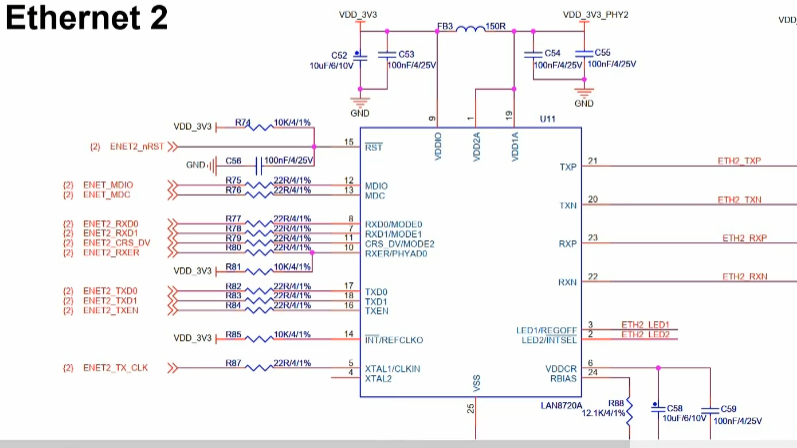 Ethernet 2
VDD_3V3
FB3
150R
VDD_3V3_PHY2
VDD_
C52
10uF/6/10V
C53
100nF/4/25V
C54
100nF/4/25V
C55
100nF/4/25V
GND
GND
VDD_3V3
R74
10K/4/1%
9
1
19
U11
(2) ENET2_nRST
15
RST
VDDIO
VDD2A
VDD1A
GND
C56
100nF/4/25V
TXP
21
ETH2_TXP
(2) ENET_MDIO
R75
22R/4/1%
12
MDIO
(2) ENET_MDC
R76
22R/4/1%
13
MDC
TXN
20
ETH2_TXN
(2) ENET2_RXD0
R77
22R/4/1%
8
RXD0/MODE0
(2) ENET2_RXD1
R78
22R/4/1%
7
RXD1/MODE1
(2) ENET2_CRS_DV
R79
22R/4/1%
11
CRS_DV/MODE2
RXP
23
ETH2_RXP
(2) ENET2_RXER
R80
22R/4/1%
10
RXER/PHYAD0
VDD_3V3
R81
10K/4/1%
RXN
22
ETH2_RXN
(2) ENET2_TXD0
R82
22R/4/1%
17
TXD0
(2) ENET2_TXD1
R83
22R/4/1%
18
TXD1
(2) ENET2_TXEN
R84
22R/4/1%
16
TXEN
LED1/REGOFF
3
ETH2_LED1
VDD_3V3
R85
10K/4/1%
14
INT/REFCLKO
LED2/INTSEL
2
ETH2_LED2
(2) ENET2_TX_CLK
R87
22R/4/1%
5
XTAL1/CLKIN
VDDCR
6
4
XTAL2
RBIAS
24
VSS
25
LAN8720A
R88
12.1K/4/1%
C58
10uF/6/10V
C59
100nF/4/25V